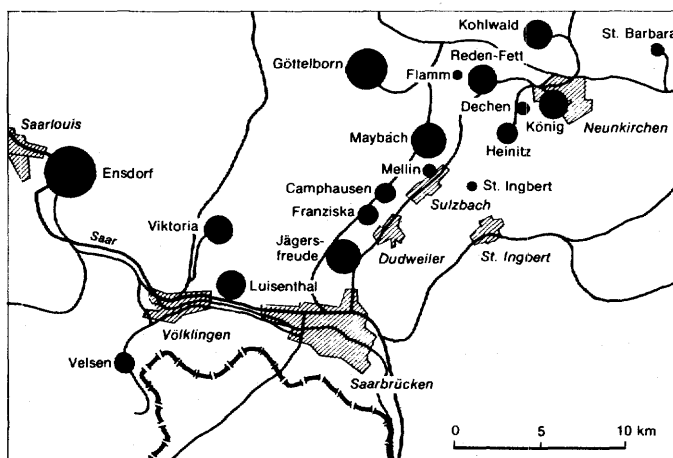 Kohlwald
St. Barbara
Göttelborn
Reden-Fett
Flamm
Dechen
König
Saarlouis
Neunkirchen
Maybach
Heinitz
Mellin
Ensdorf
Camphausen
St. Ingbert
Franziska
Sulzbach
Viktoria
Saar
Jägers-
freude
Dudweiler
St. Ingbert
Luisenthal
Völklingen
Velsen
Saarbrücken
0 5 10 km